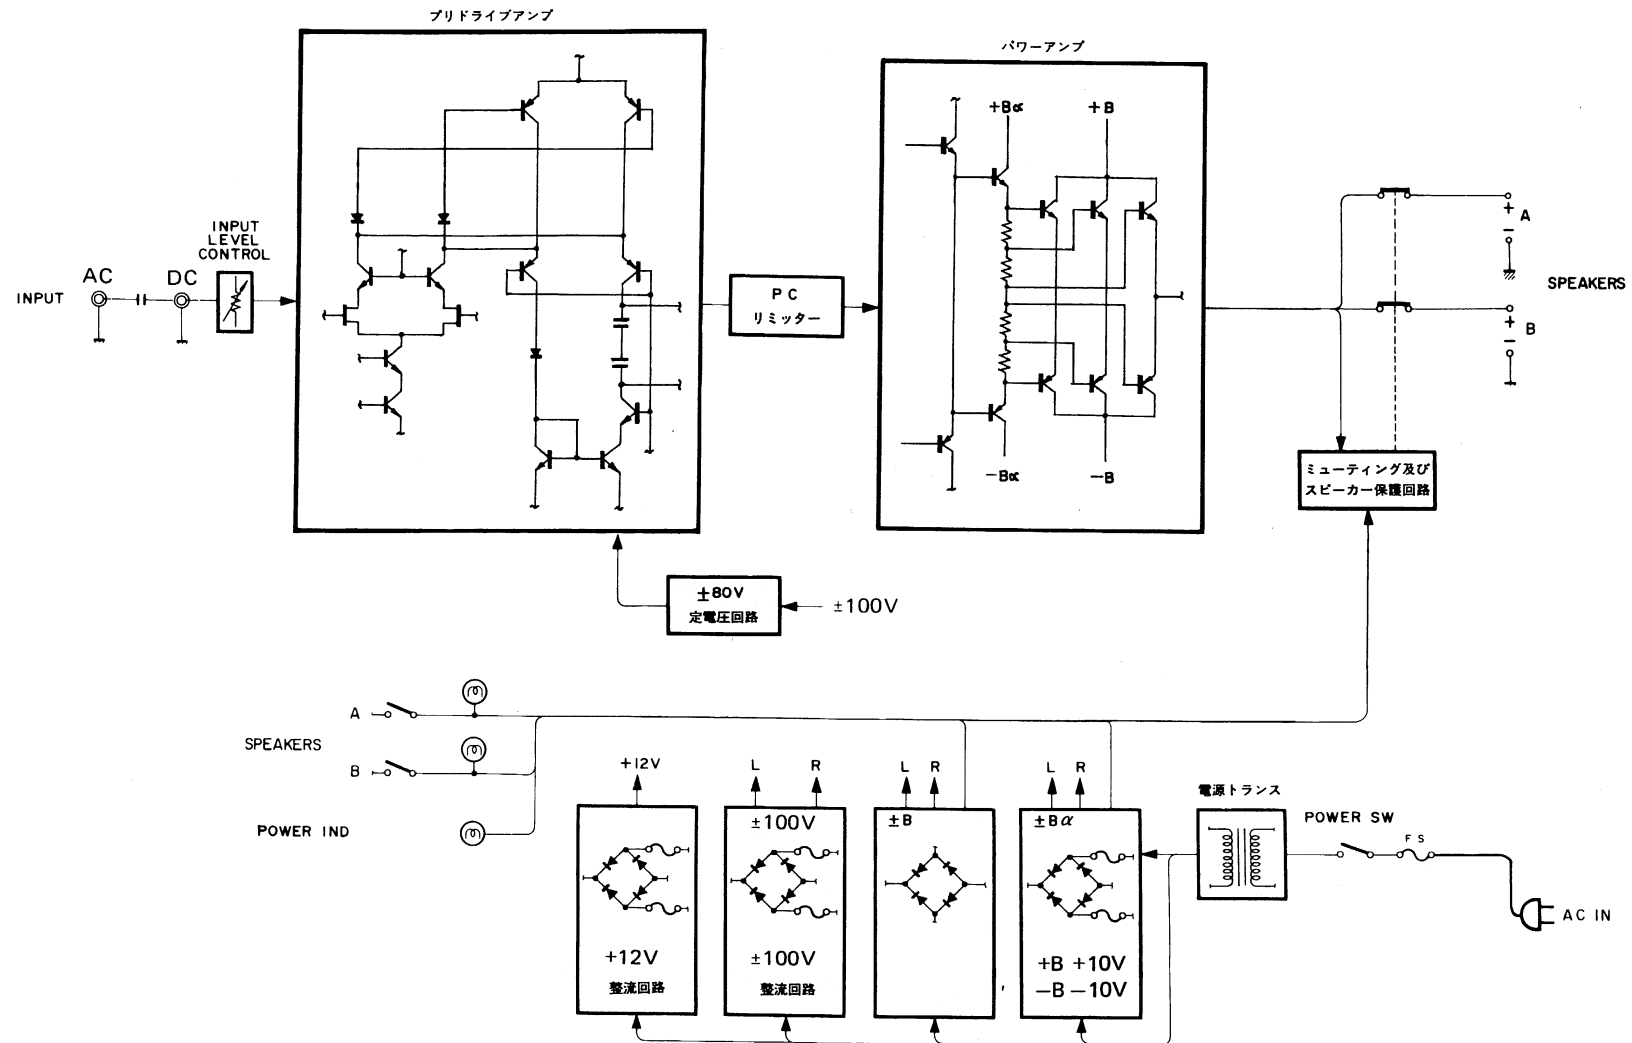 プリドライブアンプ
パワーアンプ
+Bα
+B
INPUT
LEVEL
CONTROL
AC
DC
INPUT
PC
リミッター
-Bα
-B
+
A
-
SPEAKERS
+
B
-
ミューティング及び
スピーカー保護回路
±80V
定電圧回路
±100V
A
SPEAKERS
B
POWER IND
+12V
L
R
L
R
L
R
±100V
±B
±Bα
電源トランス
POWER SW
FS
AC IN
+12V
整流回路
±100V
整流回路
+B +10V
-B -10V